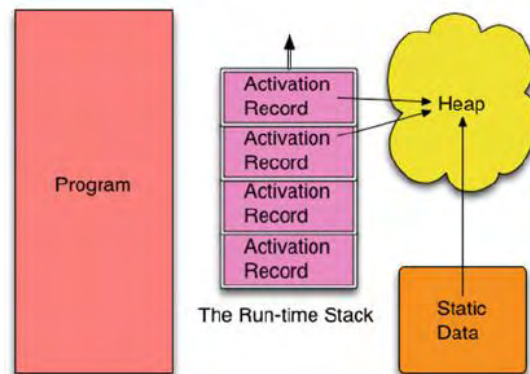 Program
Activation
Record
Activation
Record
Activation
Record
Activation
Record
The Run-time Stack
Heap
Static
Data